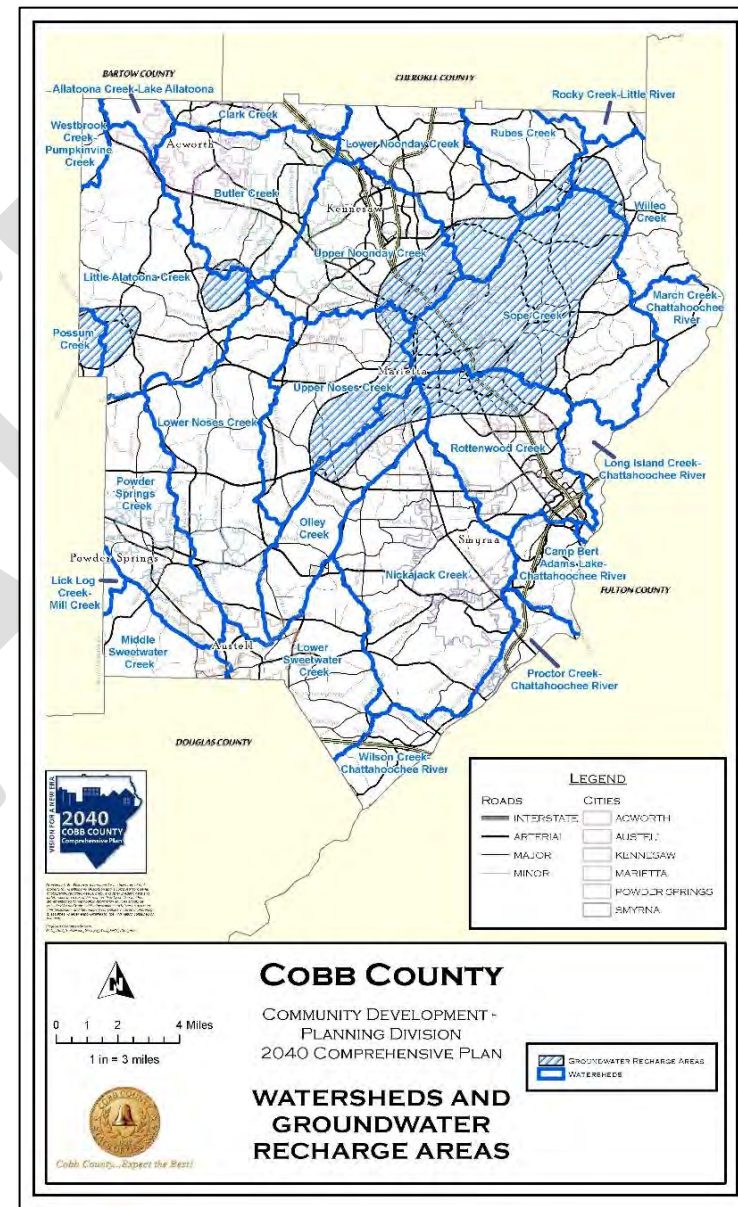 BARTOW COUNTY
CHEROKEE COUNTY
Allatoona Creek-Lake Allatoona
Rocky Creek-Little River
Clark Creek
Westbrook
Creek-
Pumpkinvine
Creek
Acworth
Lower Noonday Creek
Rubes Creek
Butler Creek
Kennesaw
Willeo
Creek
Upper Noonday Creek
Little Alatoona Creek
March Creek-
Chattahoochee
River
Possum
Creek
Sope Creek
Marietta
Upper Noses Creek
Lower Noses Creek
Rottenwood Creek
Long Island Creek-
Chattahoochee River
Powder
Springs
Creek
Olley
Creek
Smyrna
Powder Springs
Camp Bert
Adams Lake-
Chattahoochee River
Lick Log
Creek-
Mill Creek
Nickajack Creek
FULTON COUNTY
Middle
Sweetwater
Creek
Austell
Lower
Sweetwater
Creek
Proctor Creek-
Chattahoochee River
DOUGLAS COUNTY
Wilson Creek-
Chattahoochee River
VISION FOR A NEW ERA
2040
COBB COUNTY
Comprehensive Plan
LEGEND
ROADS
INTERSTATE
ARTERIAL
MAJOR
MINOR
CITIES
ACWORTH
AUSTELL
KENNESAW
MARIETTA
POWDER SPRINGS
SMYRNA
N
0 1 2 4 Miles
1 in = 3 miles
COBB COUNTY
COMMUNITY DEVELOPMENT -
PLANNING DIVISION
2040 COMPREHENSIVE PLAN
WATERSHEDS AND
GROUNDWATER
RECHARGE AREAS
GROUNDWATER RECHARGE AREAS
WATERSHEDS
COBB COUNTY
Cobb County...Expect the Best!